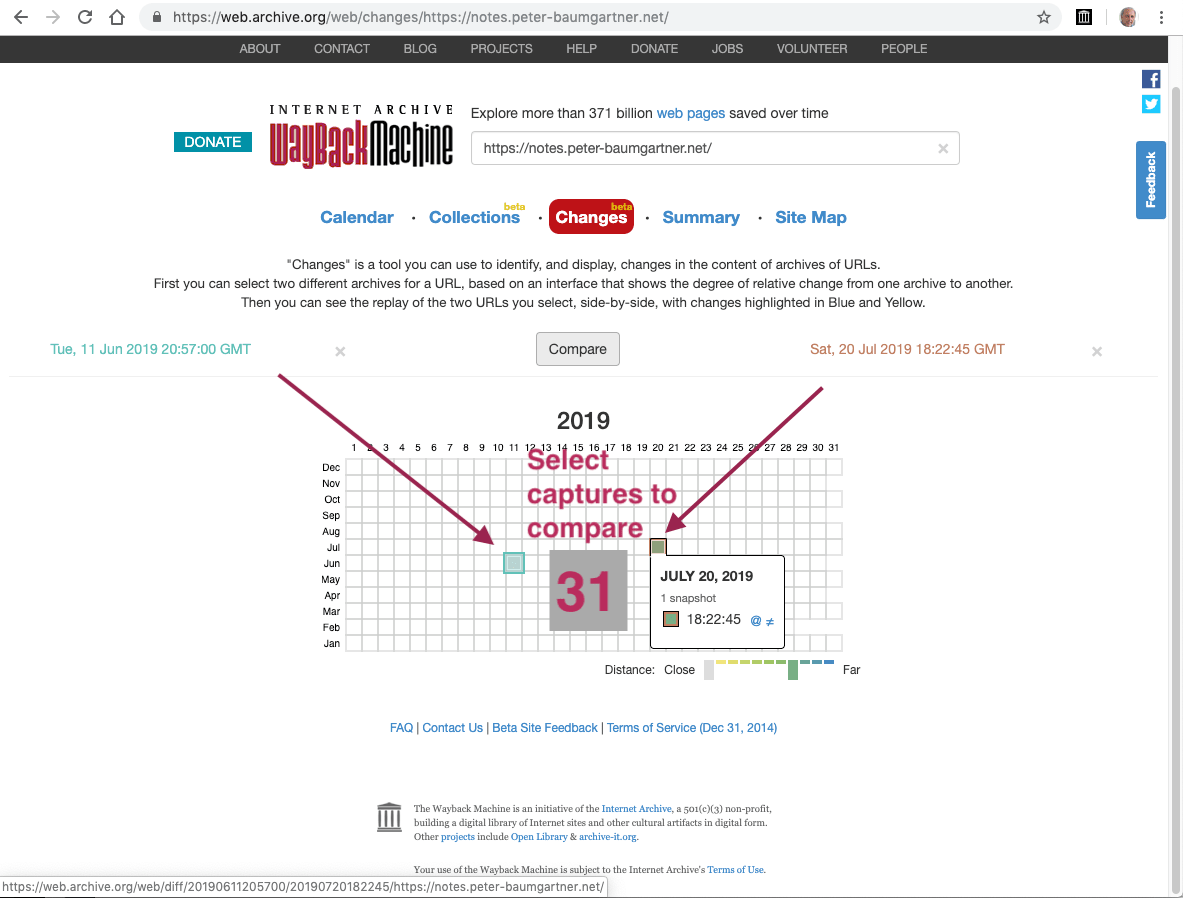 https://web.archive.org/web/changes/https://notes.peter-baumgartner.net/
ABOUT CONTACT BLOG PROJECTS HELP DONATE JOBS VOLUNTEER PEOPLE
INTERNET ARCHIVE
WayBackMachine
DONATE
Explore more than 371 billion web pages saved over time
https://notes.peter-baumgartner.net/
Feedback
Calendar · Collections beta · Changes beta · Summary · Site Map
"Changes" is a tool you can use to identify, and display, changes in the content of archives of URLs.
First you can select two different archives for a URL, based on an interface that shows the degree of relative change from one archive to another.
Then you can see the replay of the two URLs you select, side-by-side, with changes highlighted in Blue and Yellow.
Tue, 11 Jun 2019 20:57:00 GMT × Compare Sat, 20 Jul 2019 18:22:45 GMT ×
2019
1 2 3 4 5 6 7 8 9 10 11 12 13 14 15 16 17 18 19 20 21 22 23 24 25 26 27 28 29 30 31
Select
captures to
compare
31
Dec
Nov
Oct
Sep
Aug
Jul
Jun
May
Apr
Mar
Feb
Jan
JULY 20, 2019
1 snapshot
18:22:45 @ ≠
Distance: Close Far
FAQ | Contact Us | Beta Site Feedback | Terms of Service (Dec 31, 2014)
The Wayback Machine is an initiative of the Internet Archive, a 501(c)(3) non-profit,
building a digital library of Internet sites and other cultural artifacts in digital form.
Other projects include Open Library & archive-it.org.
Your use of the Wayback Machine is subject to the Internet Archive's Terms of Use.
https://web.archive.org/web/diff/20190611205700/20190720182245/https://notes.peter-baumgartner.net/